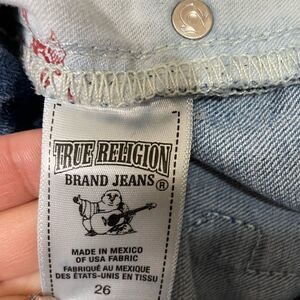 TRUE RELIGION
BRAND JEANS®
MADE IN MEXICO
OF USA FABRIC
FABRIQUÉ AU MEXIQUE
DES ÉTATS-UNIS EN TISSU
26